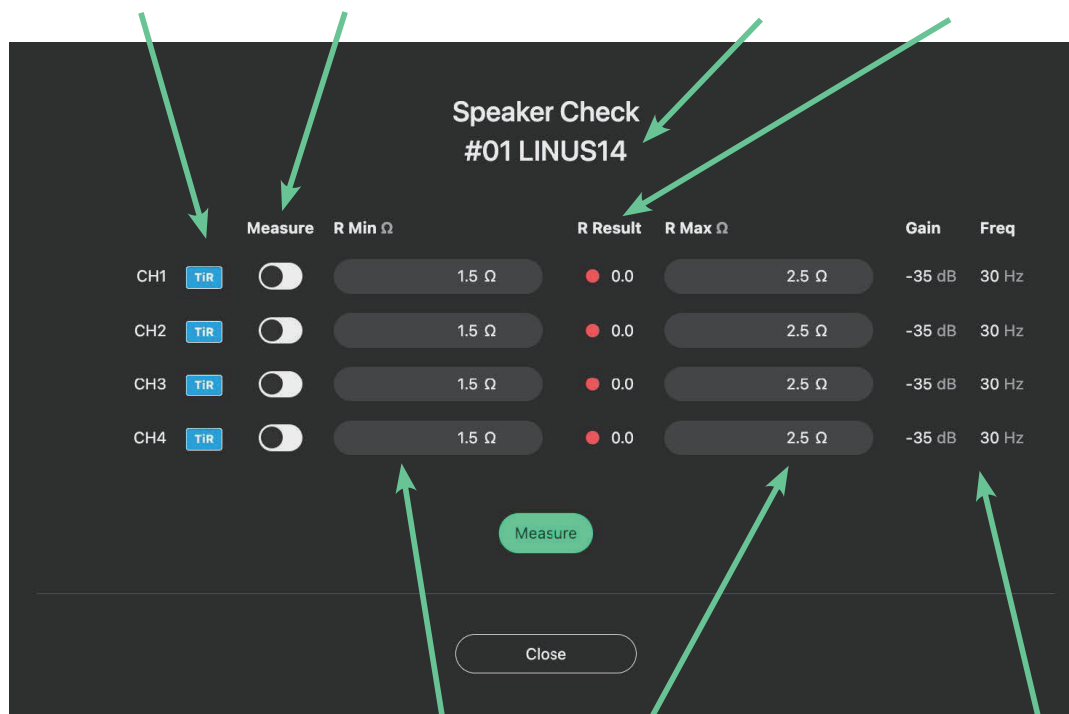 Speaker Check
#01 LINUS14
Measure R Min Ω R Result R Max Ω Gain Freq
CH1 TiR 1.5 Ω 0.0 2.5 Ω -35 dB 30 Hz
CH2 TiR 1.5 Ω 0.0 2.5 Ω -35 dB 30 Hz
CH3 TiR 1.5 Ω 0.0 2.5 Ω -35 dB 30 Hz
CH4 TiR 1.5 Ω 0.0 2.5 Ω -35 dB 30 Hz
Measure
Close